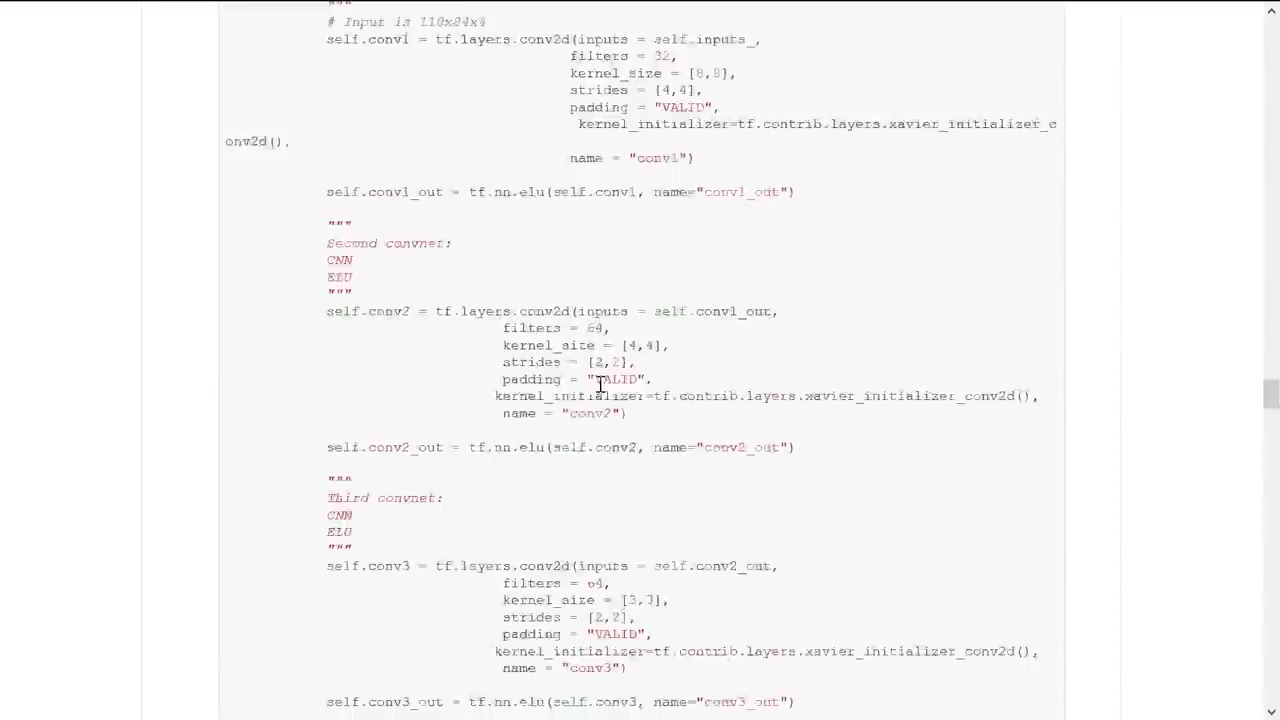 """
# Input is 110x84x4
self.conv1 = tf.layers.conv2d(inputs = self.inputs_,
filters = 32,
kernel_size = [8,8],
strides = [4,4],
padding = "VALID",
kernel_initializer=tf.contrib.layers.xavier_initializer_c
onv2d(),
name = "conv1")
self.conv1_out = tf.nn.elu(self.conv1, name="conv1_out")
"""
Second convnet:
CNN
ELU
"""
self.conv2 = tf.layers.conv2d(inputs = self.conv1_out,
filters = 64,
kernel_size = [4,4],
strides = [2,2],
padding = "VALID",
kernel_initializer=tf.contrib.layers.xavier_initializer_conv2d(),
name = "conv2")
self.conv2_out = tf.nn.elu(self.conv2, name="conv2_out")
"""
Third convnet:
CNN
ELU
"""
self.conv3 = tf.layers.conv2d(inputs = self.conv2_out,
filters = 64,
kernel_size = [3,3],
strides = [2,2],
padding = "VALID",
kernel_initializer=tf.contrib.layers.xavier_initializer_conv2d(),
name = "conv3")
self.conv3_out = tf.nn.elu(self.conv3, name="conv3_out")